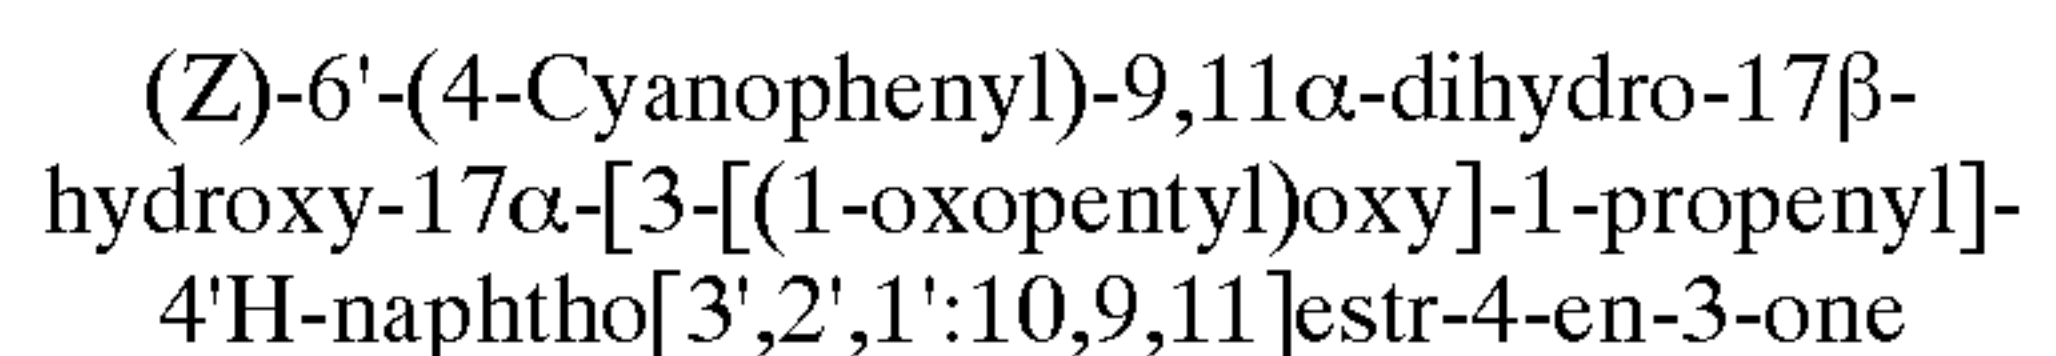 (Z)-6'-(4-Cyanophenyl)-9,11α-dihydro-17β-
hydroxy-17α-[3-[(1-oxopentyl)oxy]-1-propenyl]-
4'H-naphtho[3',2',1':10,9,11]estr-4-en-3-one